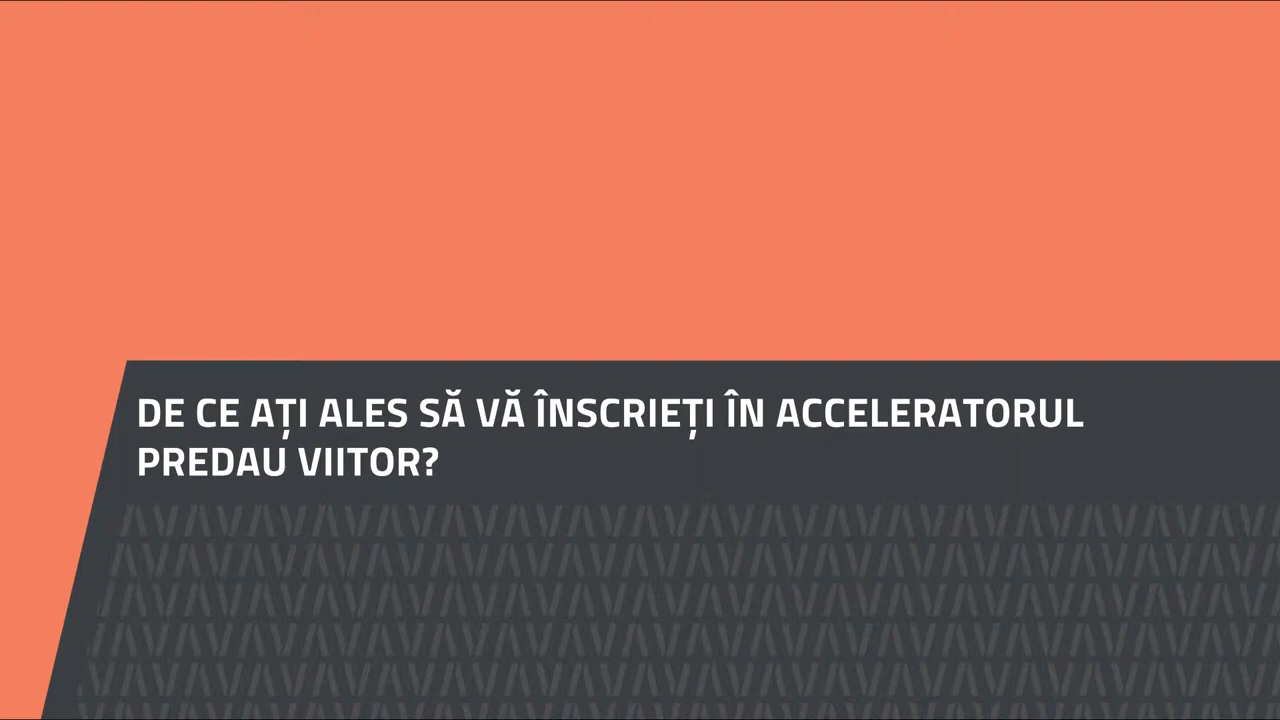 DE CE AȚI ALES SĂ VĂ ÎNSCRIEȚI ÎN ACCELERATORUL
PREDAU VIITOR?